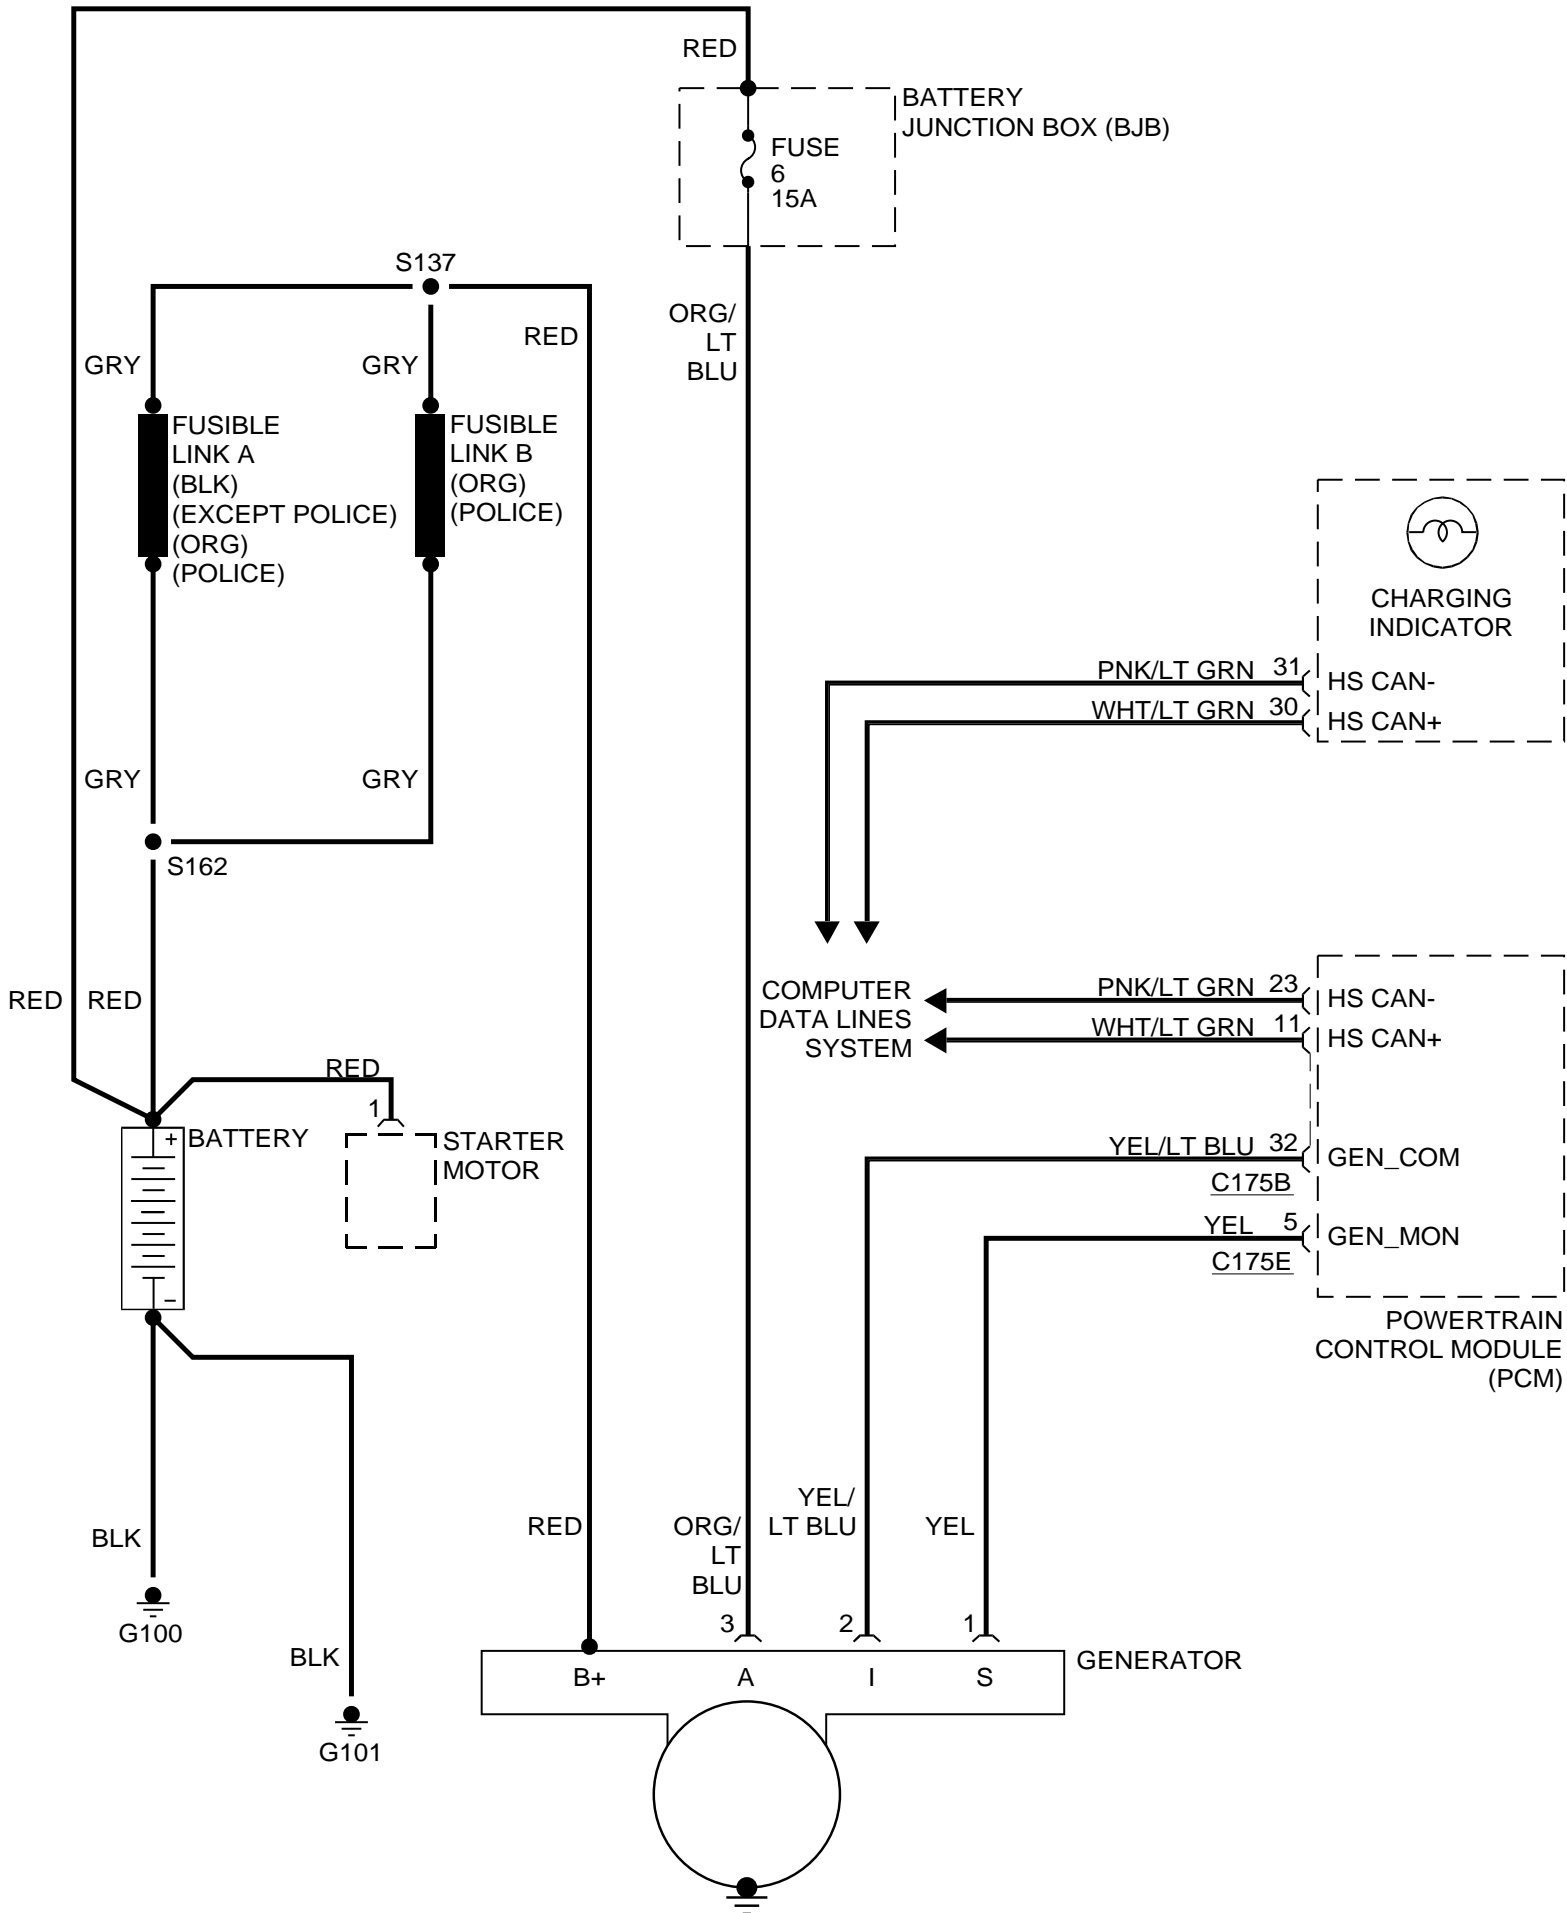 RED
BATTERY
JUNCTION BOX (BJB)
FUSE
6
15A
S137
ORG/
LT
BLU
RED
GRY
GRY
FUSIBLE
LINK A
(BLK)
(EXCEPT POLICE)
(ORG)
(POLICE)
FUSIBLE
LINK B
(ORG)
(POLICE)
CHARGING
INDICATOR
PNK/LT GRN 31
HS CAN-
WHT/LT GRN 30
HS CAN+
GRY
GRY
S162
RED
RED
COMPUTER
DATA LINES
SYSTEM
PNK/LT GRN 23
HS CAN-
WHT/LT GRN 11
HS CAN+
RED
1
+
BATTERY
STARTER
MOTOR
YEL/LT BLU 32
GEN_COM
C175B
YEL 5
GEN_MON
C175E
–
POWERTRAIN
CONTROL MODULE
(PCM)
BLK
G100
BLK
G101
RED
ORG/
LT
BLU
YEL/
LT BLU
YEL
3
2
1
GENERATOR
B+
A
I
S